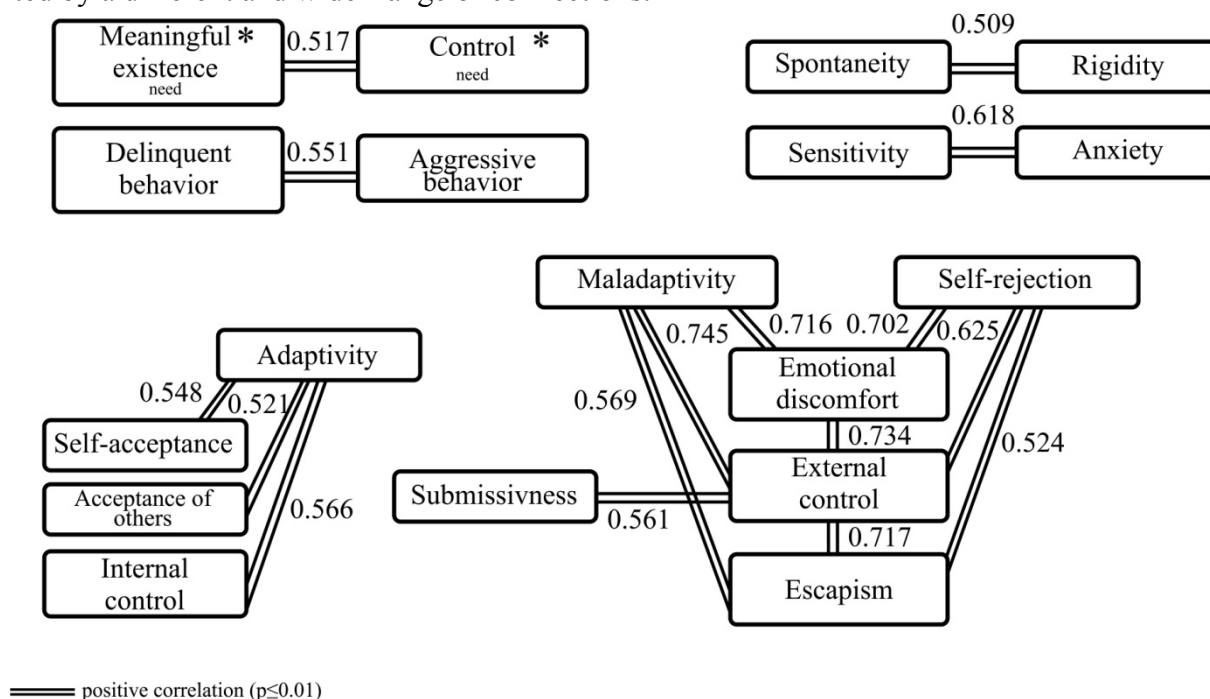 Meaningful *
existence
need
0.517
Control *
need
0.509
Spontaneity
Rigidity
Delinquent
behavior
0.551
Aggressive
behavior
0.618
Sensitivity
Anxiety
Maladaptivity
Self-rejection
0.745
0.716
0.702
0.625
Adaptivity
Emotional
discomfort
0.548
0.521
0.569
Self-acceptance
0.734
0.524
Acceptance of
others
Submissivness
External
control
0.566
0.561
0.717
Internal
control
Escapism
positive correlation (p≤0.01)